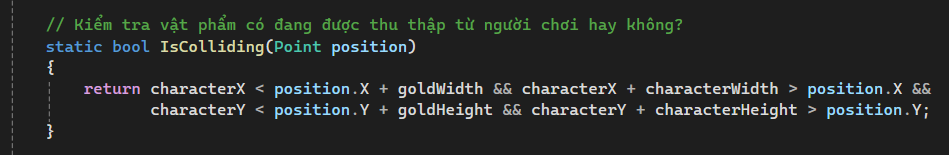 // Kiểm tra vật phẩm có đang được thu thập từ người chơi hay không?
static bool IsColliding(Point position)
{
return characterX < position.X + goldWidth && characterX + characterWidth > position.X &&
characterY < position.Y + goldHeight && characterY + characterHeight > position.Y;
}